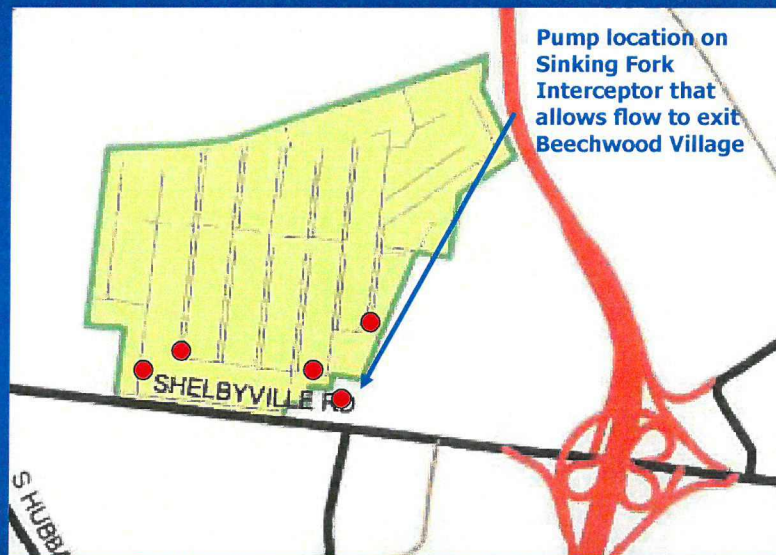 Pump location on
Sinking Fork
Interceptor that
allows flow to exit
Beechwood Village
SHELBYVILLE RD
S HUBBA